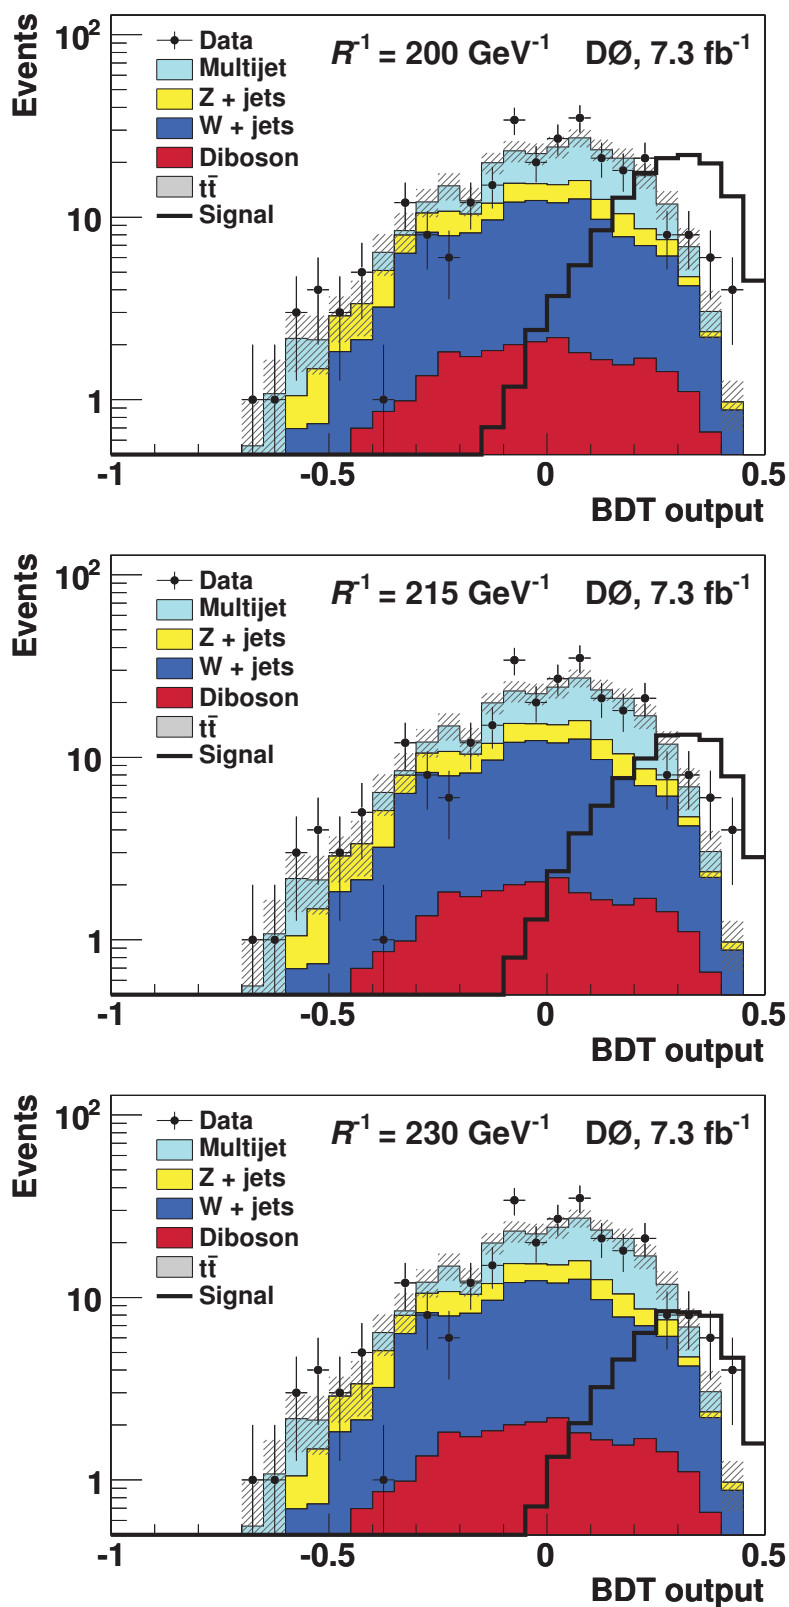 Events
10²
10
1
Data
Multijet
Z + jets
W + jets
Diboson
tt̄
Signal
R⁻¹ = 200 GeV⁻¹ DØ, 7.3 fb⁻¹
-1 -0.5 0 0.5
BDT output
Events
10²
10
1
Data
Multijet
Z + jets
W + jets
Diboson
tt̄
Signal
R⁻¹ = 215 GeV⁻¹ DØ, 7.3 fb⁻¹
-1 -0.5 0 0.5
BDT output
Events
10²
10
1
Data
Multijet
Z + jets
W + jets
Diboson
tt̄
Signal
R⁻¹ = 230 GeV⁻¹ DØ, 7.3 fb⁻¹
-1 -0.5 0 0.5
BDT output